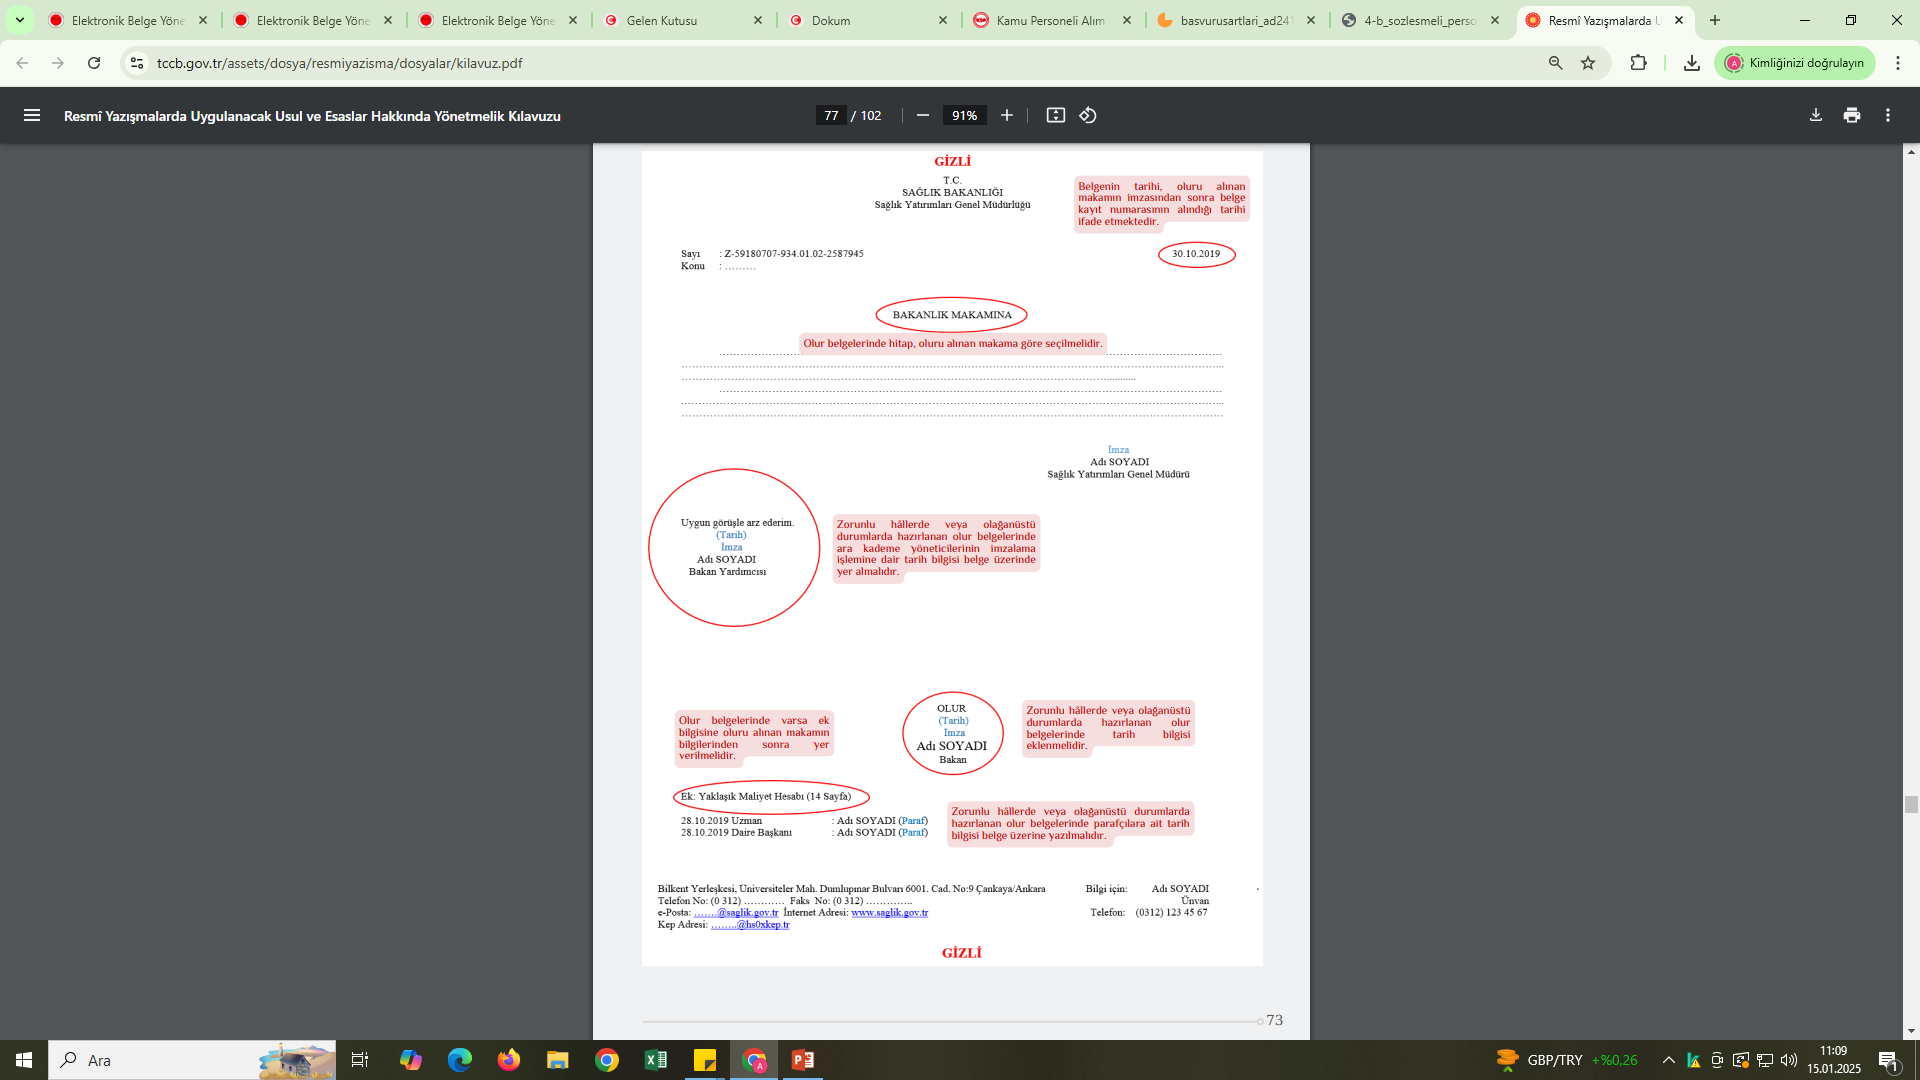 Elektronik Belge Yöne
Elektronik Belge Yöne
Elektronik Belge Yöne
Gelen Kutusu
Dokum
Kamu Personeli Alım
basvurusartlari_ad241
4-b_sozlesmeli_perso
Resmî Yazışmalarda U
tccb.gov.tr/assets/dosya/resmiyazisma/dosyalar/kilavuz.pdf
Kimliğinizi doğrulayın
Resmî Yazışmalarda Uygulanacak Usul ve Esaslar Hakkında Yönetmelik Kılavuzu
77 / 102
91%
GİZLİ
T.C.
SAĞLIK BAKANLIĞI
Sağlık Yatırımları Genel Müdürlüğü
Belgenin tarihi, oluru alınan
makamın imzasından sonra belge
kayıt numarasının alındığı tarihi
ifade etmektedir.
Sayı : Z-59180707-934.01.02-2587945
30.10.2019
Konu : ………
BAKANLIK MAKAMINA
Olur belgelerinde hitap, oluru alınan makama göre seçilmelidir.
İmza
Adı SOYADI
Sağlık Yatırımları Genel Müdürü
Uygun görüşle arz ederim.
(Tarih)
İmza
Adı SOYADI
Bakan Yardımcısı
Zorunlu hâllerde veya olağanüstü
durumlarda hazırlanan olur belgelerinde
ara kademe yöneticilerinin imzalama
işlemine dair tarih bilgisi belge üzerinde
yer almalıdır.
Olur belgelerinde varsa ek
bilgisine oluru alınan makamın
bilgilerinden sonra yer
verilmelidir.
OLUR
(Tarih)
İmza
Adı SOYADI
Bakan
Zorunlu hâllerde veya olağanüstü
durumlarda hazırlanan olur
belgelerinde tarih bilgisi
eklenmelidir.
Ek: Yaklaşık Maliyet Hesabı (14 Sayfa)
28.10.2019 Uzman : Adı SOYADI (Paraf)
28.10.2019 Daire Başkanı : Adı SOYADI (Paraf)
Zorunlu hâllerde veya olağanüstü durumlarda
hazırlanan olur belgelerinde parafçılara ait tarih
bilgisi belge üzerine yazılmalıdır.
Bilkent Yerleşkesi, Üniversiteler Mah. Dumlupınar Bulvarı 6001. Cad. No:9 Çankaya/Ankara
Telefon No: (0 312) ………… Faks No: (0 312) …………..
e-Posta: …….@saglik.gov.tr İnternet Adresi: www.saglik.gov.tr
Kep Adresi: ……..@hs0xkep.tr
Bilgi için: Adı SOYADI
Ünvan
Telefon: (0312) 123 45 67
GİZLİ
73
Ara
GBP/TRY +%0,26
11:09
15.01.2025
1